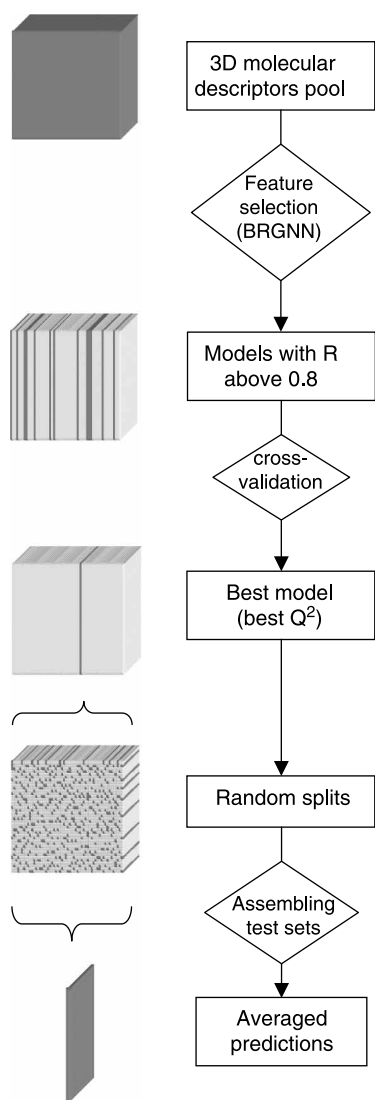 3D molecular
descriptors pool
Feature
selection
(BRGNN)
Models with R
above 0.8
cross-
validation
Best model
(best Q²)
Random splits
Assembling
test sets
Averaged
predictions